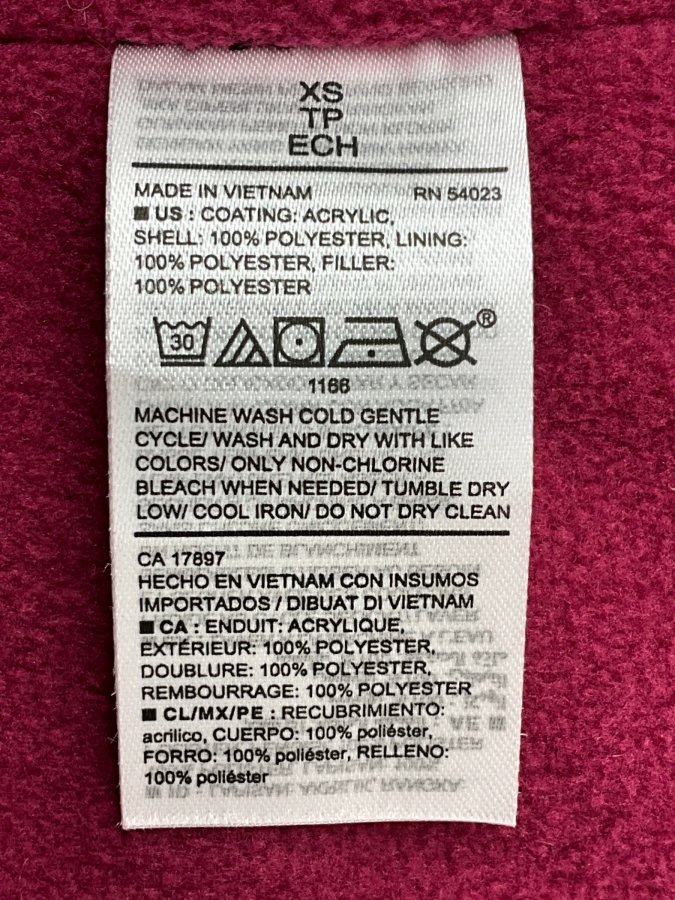 XS
TP
ECH
MADE IN VIETNAM RN 54023
■ US : COATING: ACRYLIC,
SHELL: 100% POLYESTER, LINING:
100% POLYESTER, FILLER:
100% POLYESTER
30 ®
1166
MACHINE WASH COLD GENTLE
CYCLE/ WASH AND DRY WITH LIKE
COLORS/ ONLY NON-CHLORINE
BLEACH WHEN NEEDED/ TUMBLE DRY
LOW/ COOL IRON/ DO NOT DRY CLEAN
CA 17897
HECHO EN VIETNAM CON INSUMOS
IMPORTADOS / DIBUAT DI VIETNAM
■ CA : ENDUIT: ACRYLIQUE,
EXTÉRIEUR: 100% POLYESTER,
DOUBLURE: 100% POLYESTER,
REMBOURRAGE: 100% POLYESTER
■ CL/MX/PE : RECUBRIMIENTO:
acrílico, CUERPO: 100% poliéster,
FORRO: 100% poliéster, RELLENO:
100% poliéster